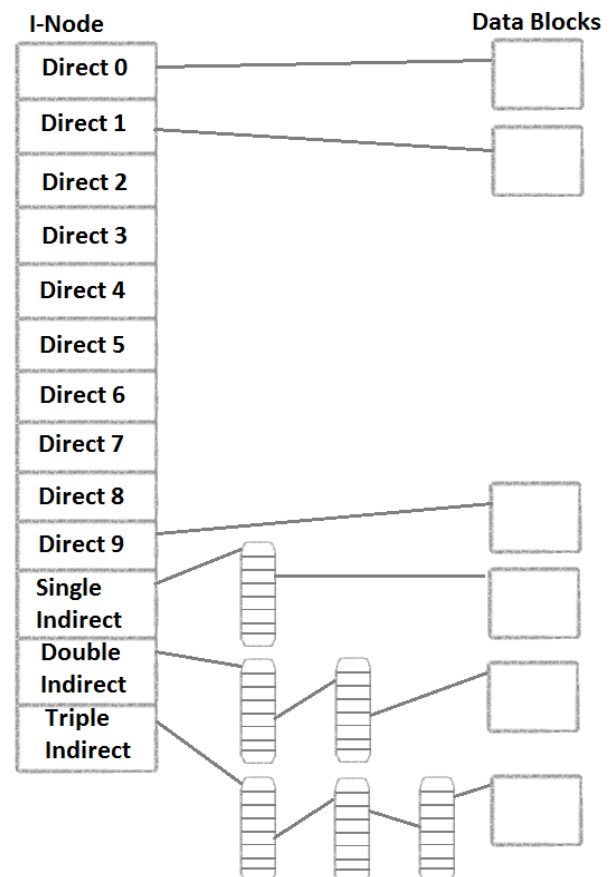 I-Node
Data Blocks
Direct 0
Direct 1
Direct 2
Direct 3
Direct 4
Direct 5
Direct 6
Direct 7
Direct 8
Direct 9
Single
Indirect
Double
Indirect
Triple
Indirect